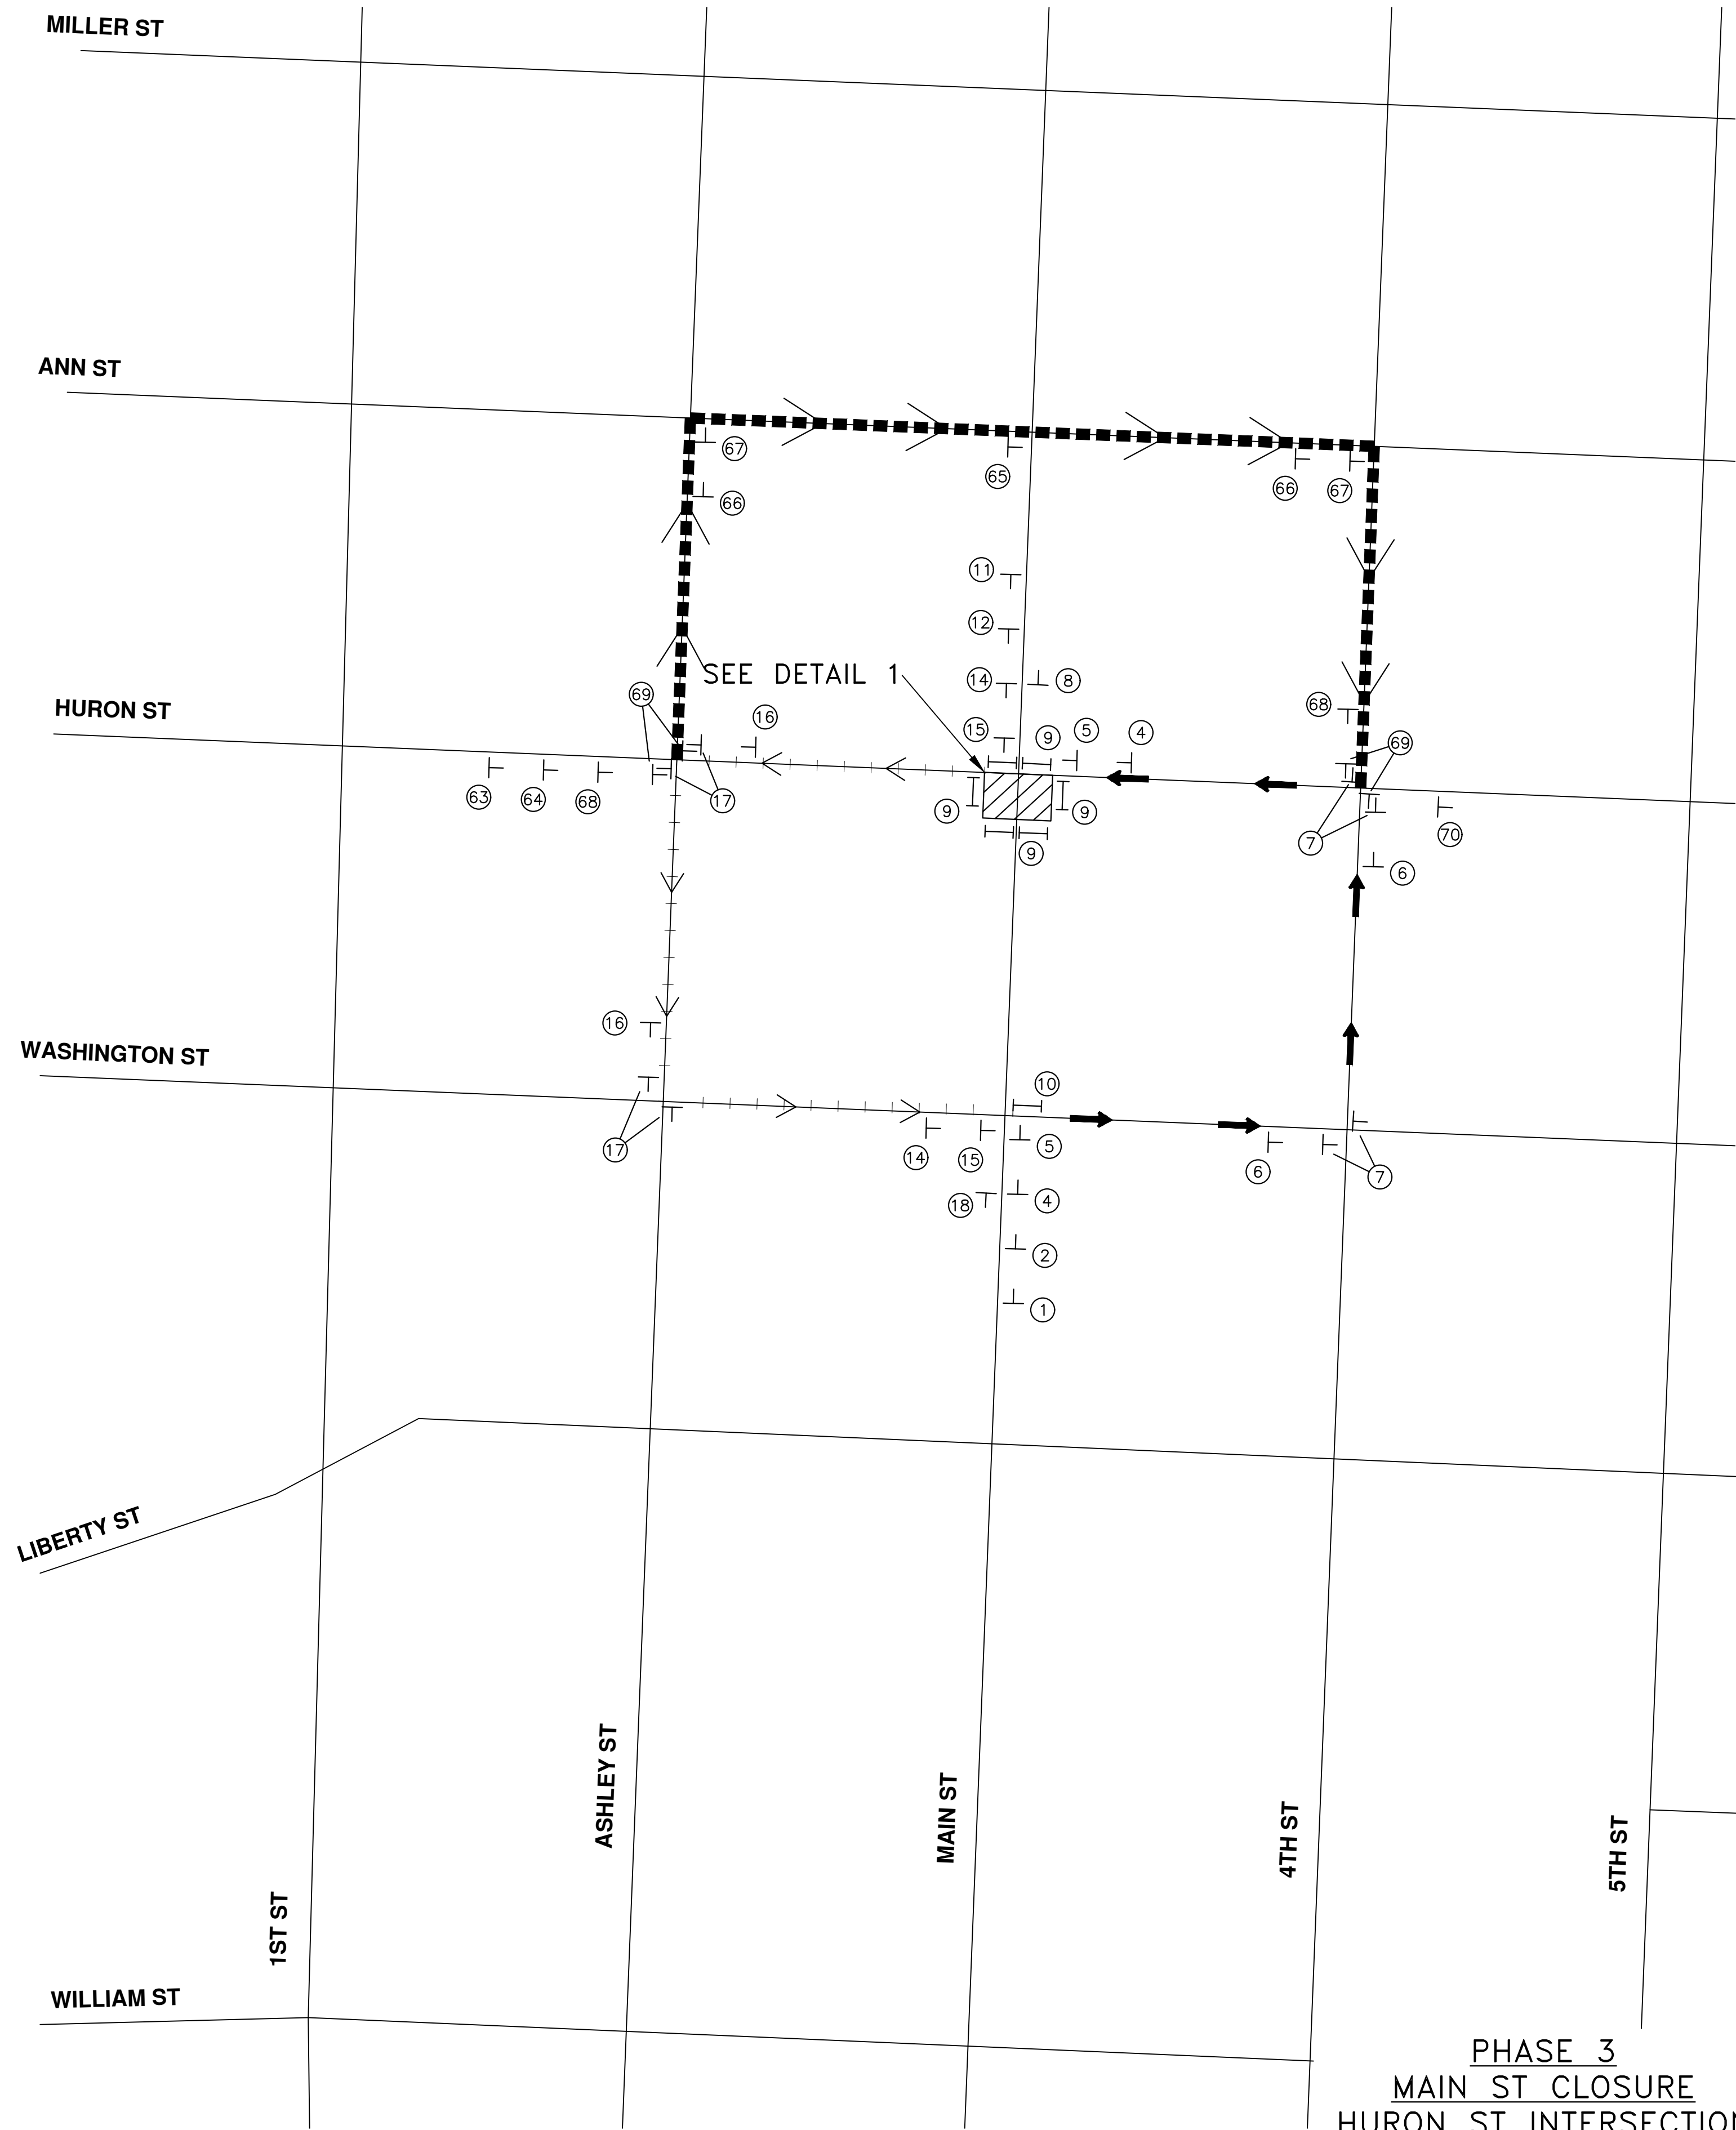 MILLER ST
ANN ST
67
65
66
67
66
11
12
SEE DETAIL 1
14
8
69
68
HURON ST
16
15
9
5
4
69
63
64
68
17
9
9
70
7
9
6
16
WASHINGTON ST
10
17
14
15
5
6
7
18
4
2
1
LIBERTY ST
ASHLEY ST
MAIN ST
4TH ST
5TH ST
1ST ST
WILLIAM ST
PHASE 3
MAIN ST CLOSURE
HURON ST INTERSECTION